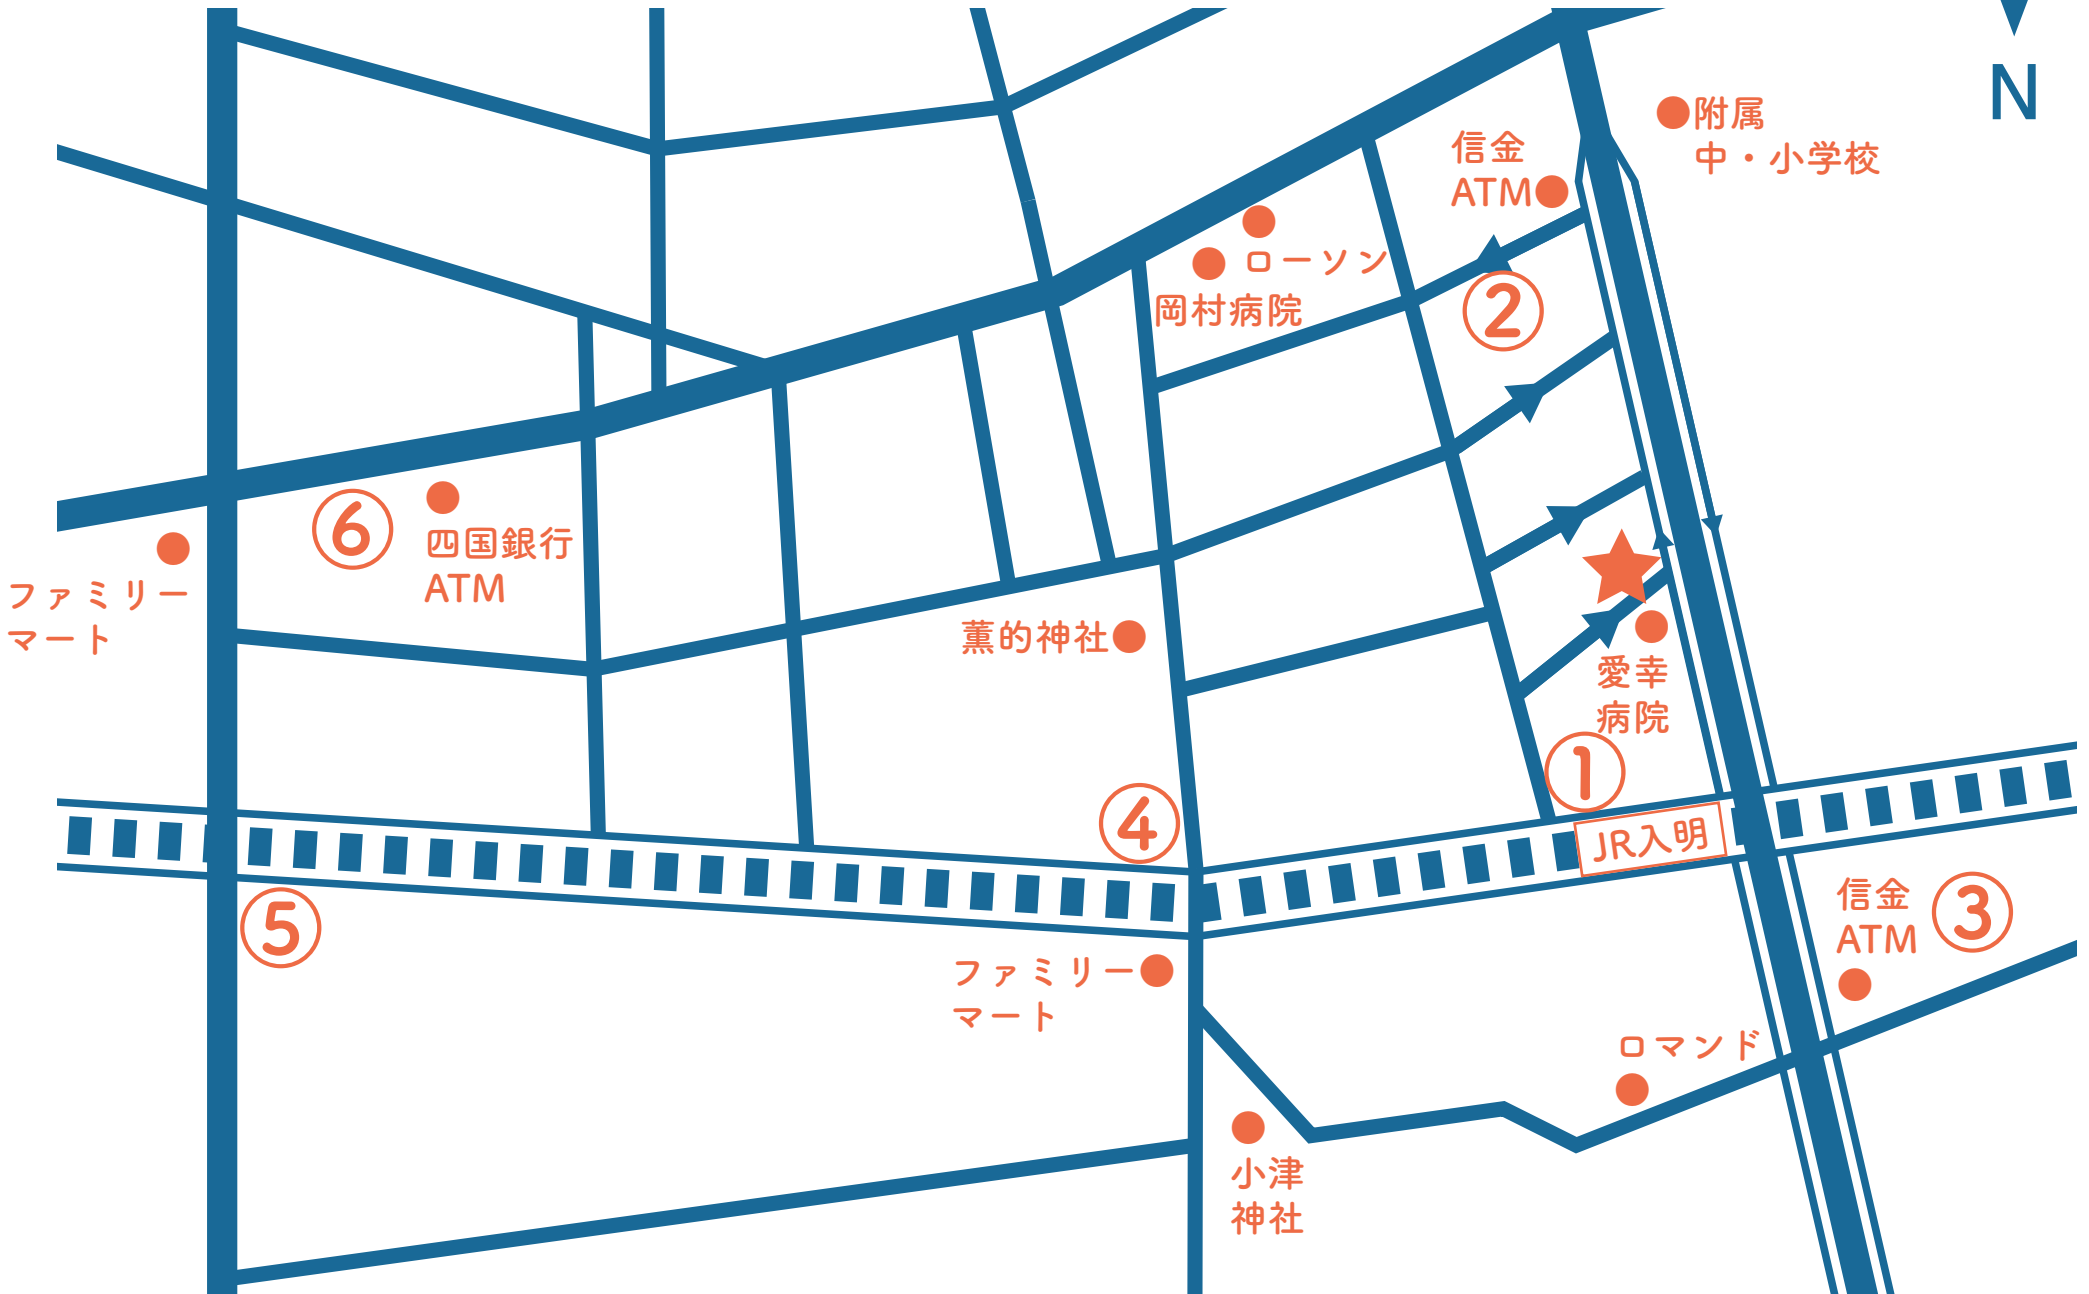 N
附属
中・小学校
信金
ATM
ローソン
岡村病院
②
⑥
四国銀行
ATM
ファミリー
マート
薫的神社
愛幸
病院
①
④
JR入明
⑤
信金
ATM
③
ファミリー
マート
ロマンド
小津
神社